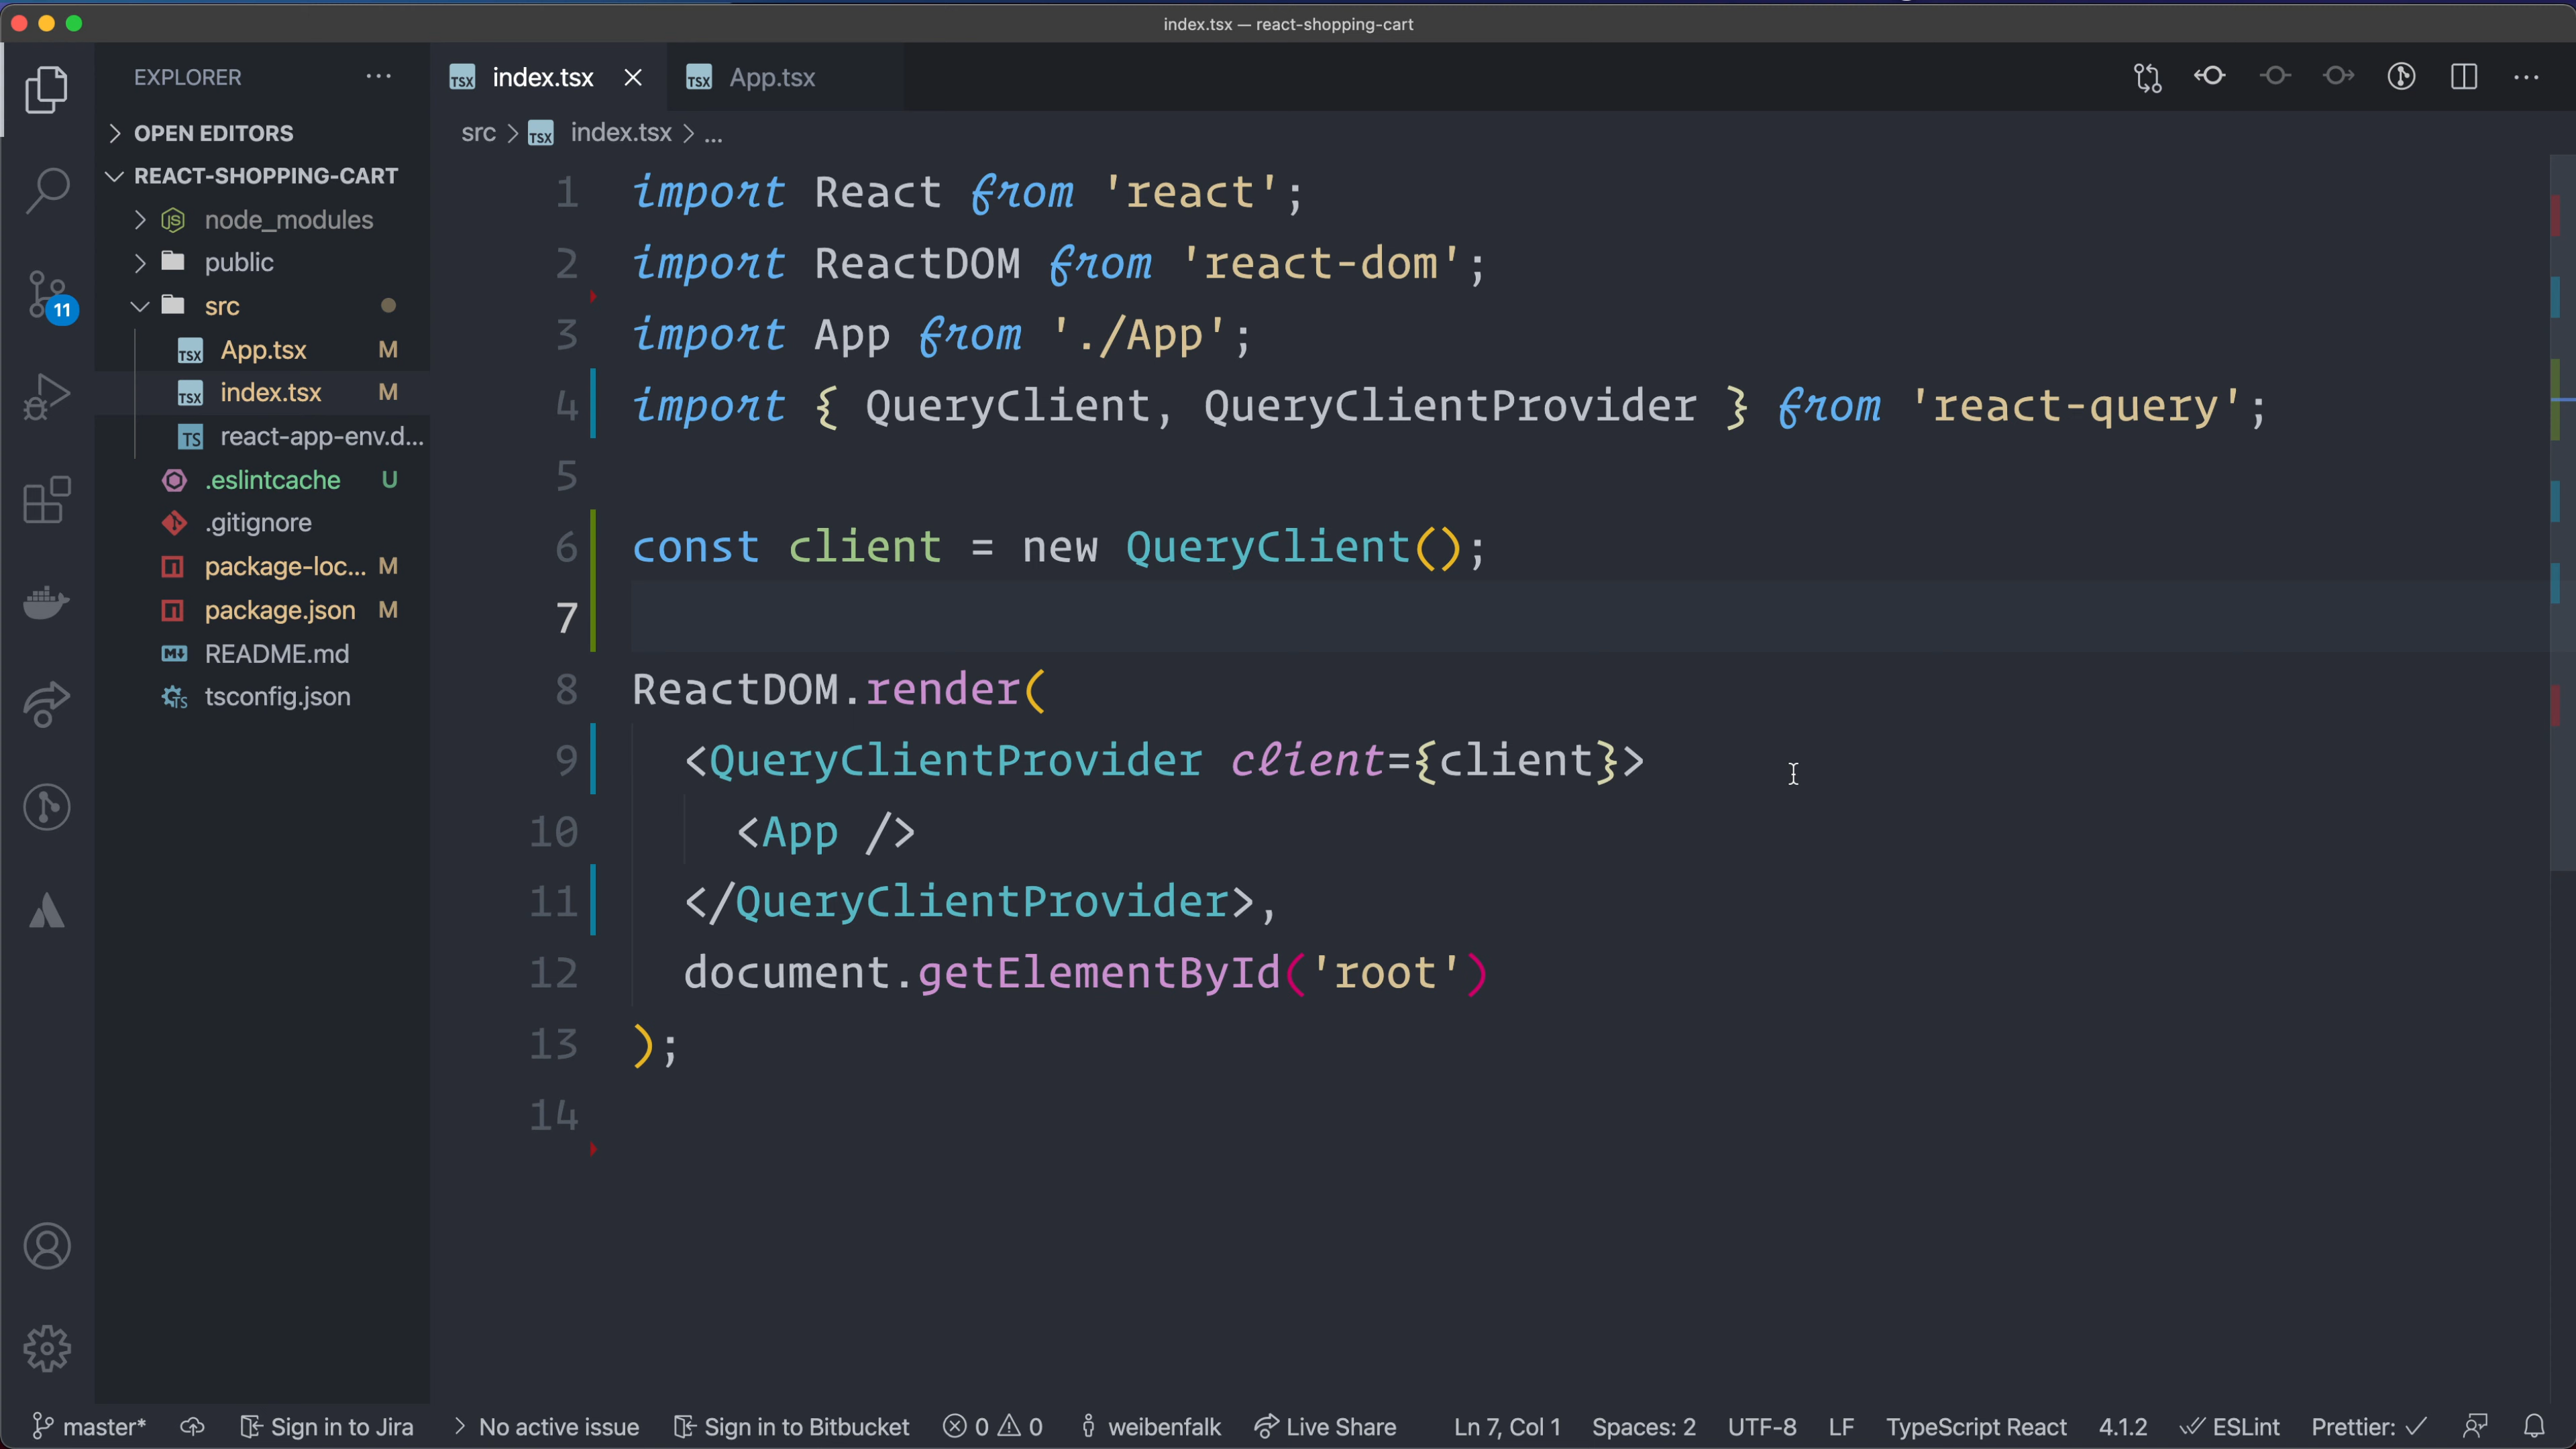 index.tsx — react-shopping-cart
EXPLORER
OPEN EDITORS
REACT-SHOPPING-CART
node_modules
public
src
App.tsx M
index.tsx M
react-app-env.d...
.eslintcache U
.gitignore
package-loc... M
package.json M
README.md
tsconfig.json
11
index.tsx
App.tsx
src > index.tsx > ...
1 import React from 'react';
2 import ReactDOM from 'react-dom';
3 import App from './App';
4 import { QueryClient, QueryClientProvider } from 'react-query';
5
6 const client = new QueryClient();
7
8 ReactDOM.render(
9 <QueryClientProvider client={client}>
10 <App />
11 </QueryClientProvider>,
12 document.getElementById('root')
13 );
14
master* Sign in to Jira > No active issue Sign in to Bitbucket 0 0 weibenfalk Live Share Ln 7, Col 1 Spaces: 2 UTF-8 LF TypeScript React 4.1.2 ESLint Prettier: ✓